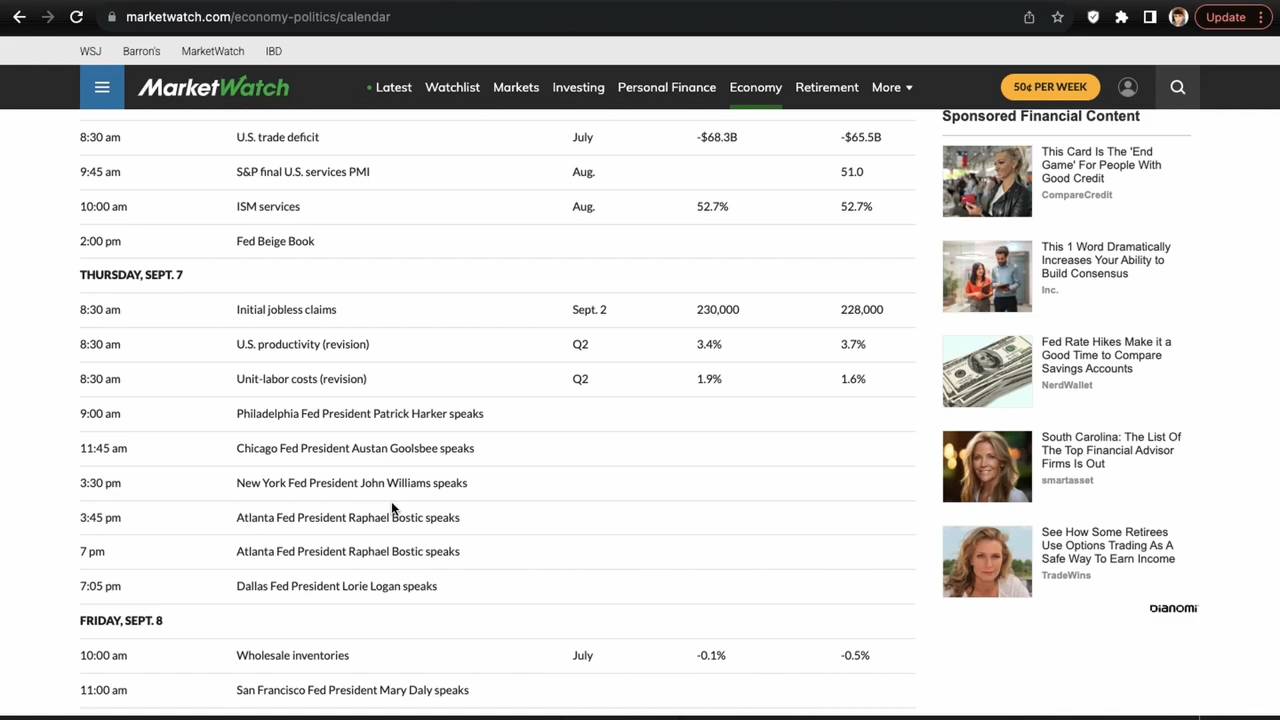 marketwatch.com/economy-politics/calendar
Update
WSJ Barron's MarketWatch IBD
MarketWatch
Latest Watchlist Markets Investing Personal Finance Economy Retirement More
50¢ PER WEEK
8:30 am U.S. trade deficit July -$68.3B -$65.5B
9:45 am S&P final U.S. services PMI Aug. 51.0
10:00 am ISM services Aug. 52.7% 52.7%
2:00 pm Fed Beige Book
THURSDAY, SEPT. 7
8:30 am Initial jobless claims Sept. 2 230,000 228,000
8:30 am U.S. productivity (revision) Q2 3.4% 3.7%
8:30 am Unit-labor costs (revision) Q2 1.9% 1.6%
9:00 am Philadelphia Fed President Patrick Harker speaks
11:45 am Chicago Fed President Austan Goolsbee speaks
3:30 pm New York Fed President John Williams speaks
3:45 pm Atlanta Fed President Raphael Bostic speaks
7 pm Atlanta Fed President Raphael Bostic speaks
7:05 pm Dallas Fed President Lorie Logan speaks
FRIDAY, SEPT. 8
10:00 am Wholesale inventories July -0.1% -0.5%
11:00 am San Francisco Fed President Mary Daly speaks
Sponsored Financial Content
This Card Is The 'End
Game' For People With
Good Credit
CompareCredit
This 1 Word Dramatically
Increases Your Ability to
Build Consensus
Inc.
Fed Rate Hikes Make it a
Good Time to Compare
Savings Accounts
NerdWallet
South Carolina: The List Of
The Top Financial Advisor
Firms Is Out
smartasset
See How Some Retirees
Use Options Trading As A
Safe Way To Earn Income
TradeWins
bianomi